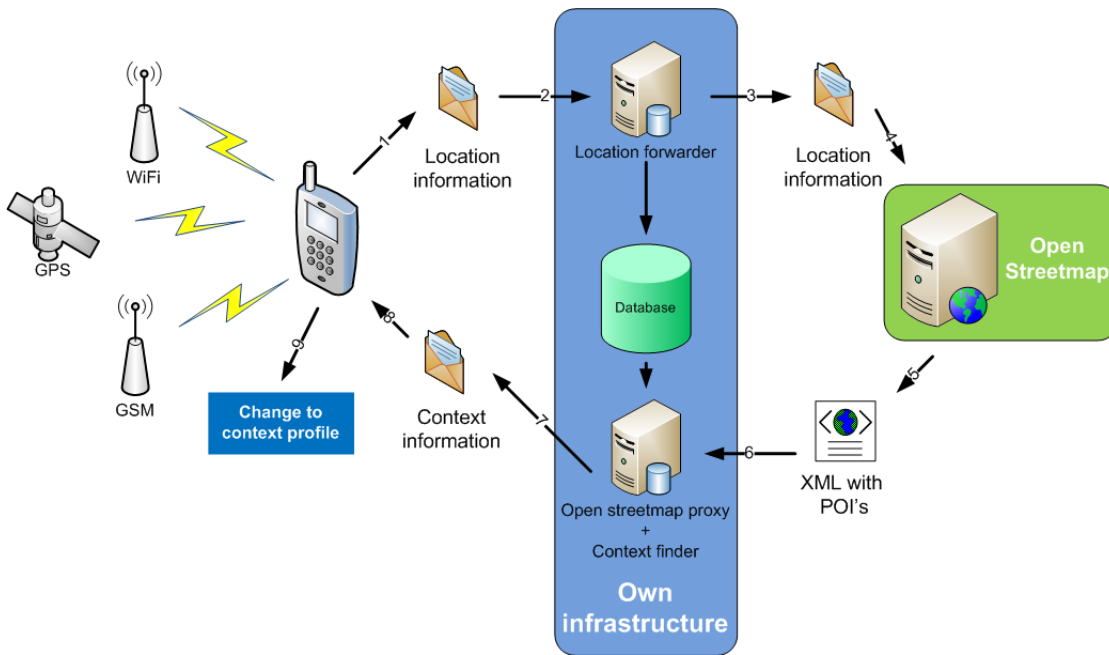 WiFi
GPS
GSM
1
Location
information
2
Location forwarder
3
Location
information
4
Open
Streetmap
Database
5
XML with
POI's
6
Open streetmap proxy
+
Context finder
Own
infrastructure
7
Context
information
8
9
Change to
context profile